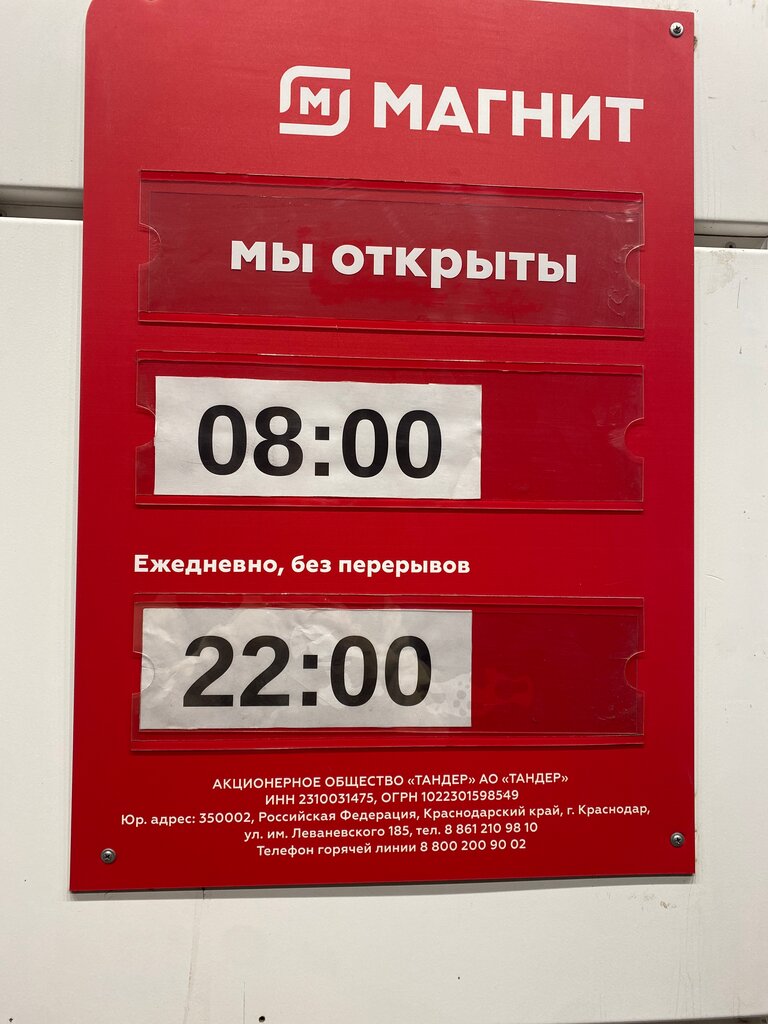 М МАГНИТ
мы открыты
08:00
Ежедневно, без перерывов
22:00
АКЦИОНЕРНОЕ ОБЩЕСТВО «ТАНДЕР» АО «ТАНДЕР»
ИНН 2310031475, ОГРН 1022301598549
Юр. адрес: 350002, Российская Федерация, Краснодарский край, г. Краснодар,
ул. им. Леваневского 185, тел. 8 861 210 98 10
Телефон горячей линии 8 800 200 90 02